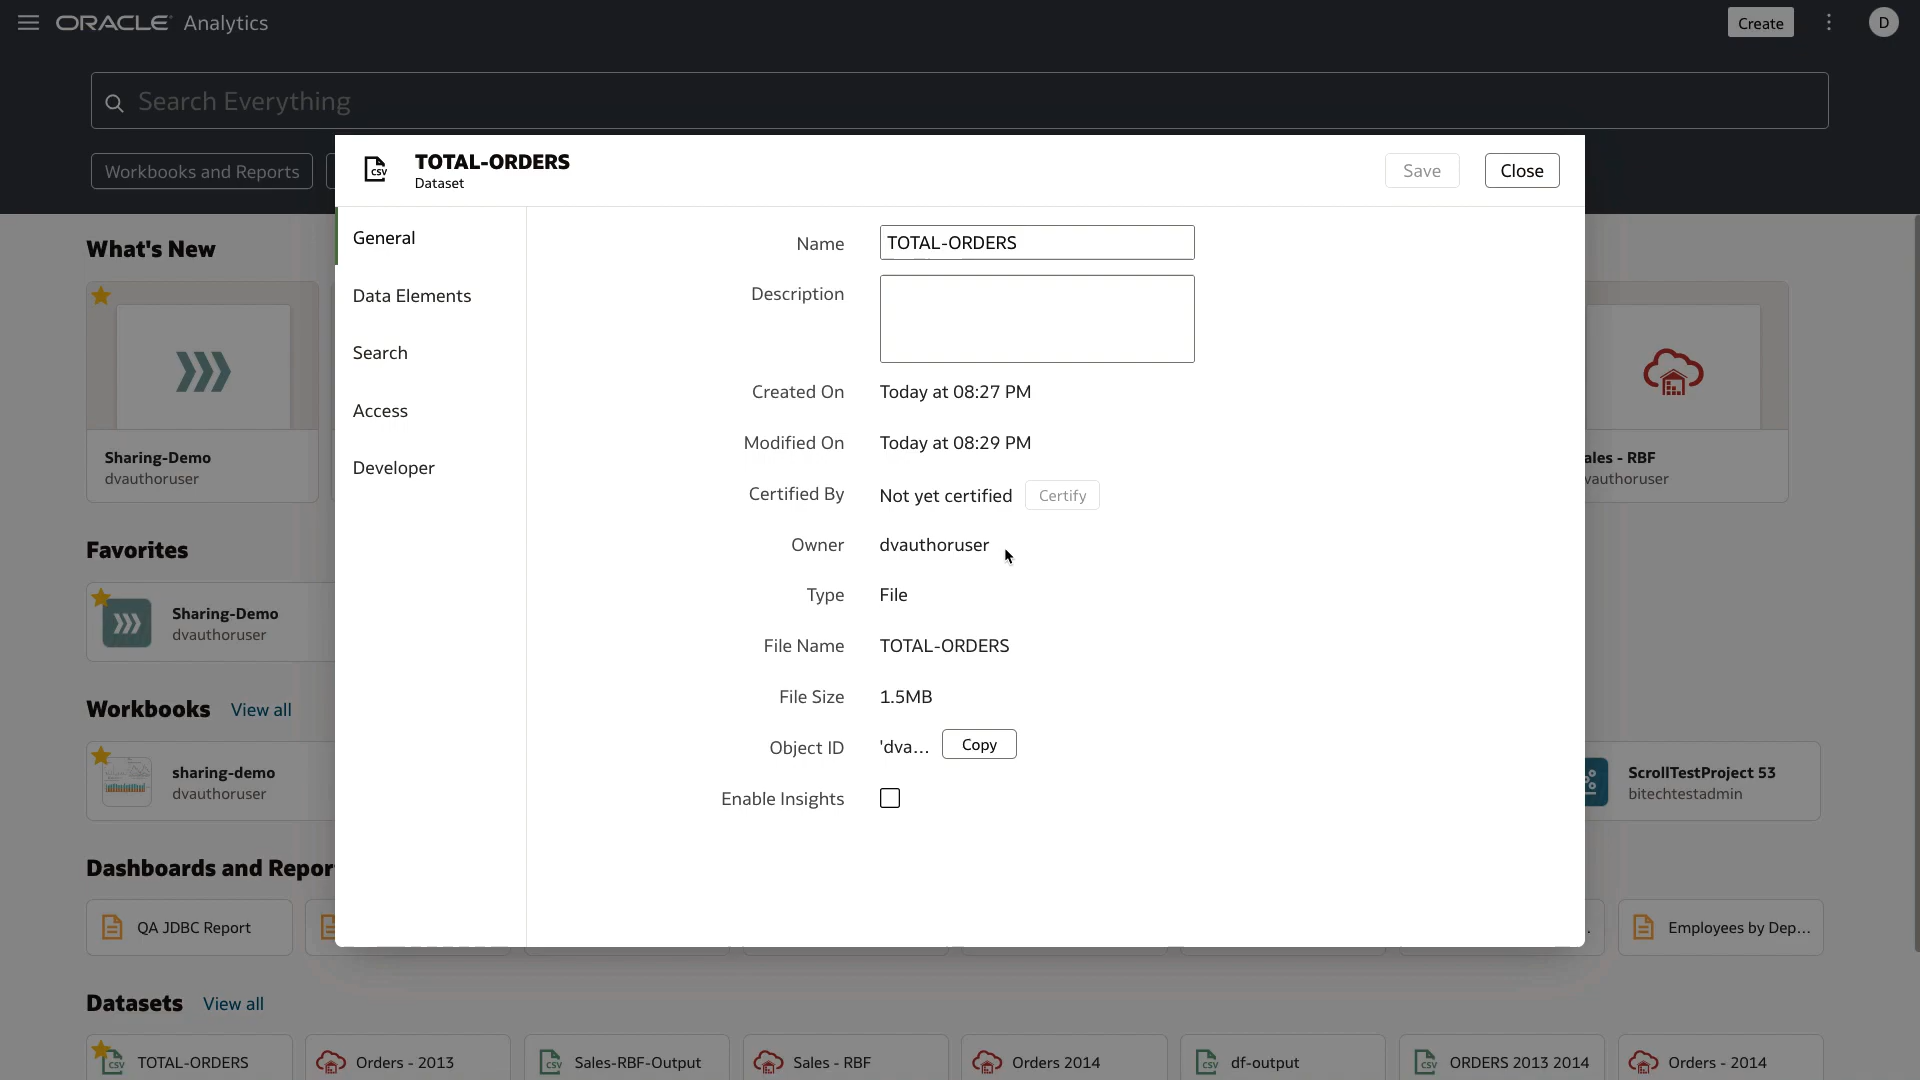 ORACLE Analytics
Create
D
Search Everything
Workbooks and Reports
TOTAL-ORDERS
Dataset
Save
Close
General
Data Elements
Search
Access
Developer
Name
TOTAL-ORDERS
Description
Created On
Today at 08:27 PM
Modified On
Today at 08:29 PM
Certified By
Not yet certified
Certify
Owner
dvauthoruser
Type
File
File Name
TOTAL-ORDERS
File Size
1.5MB
Object ID
'dva...
Copy
Enable Insights
What's New
Sharing-Demo
dvauthoruser
ales - RBF
vauthoruser
Favorites
Sharing-Demo
dvauthoruser
Workbooks
View all
sharing-demo
dvauthoruser
ScrollTestProject 53
bitechtestadmin
Dashboards and Repor
QA JDBC Report
Employees by Dep...
Datasets
View all
CSV TOTAL-ORDERS
Orders - 2013
CSV Sales-RBF-Output
Sales - RBF
Orders 2014
CSV df-output
CSV ORDERS 2013 2014
Orders - 2014